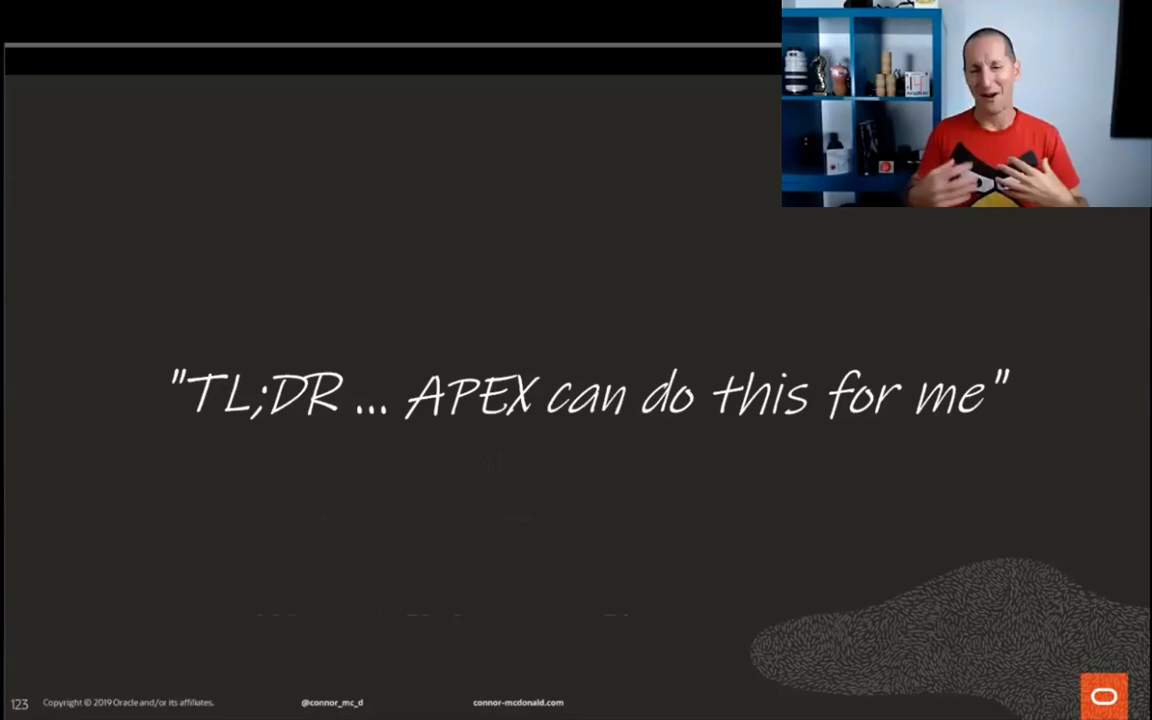 "TL;DR ... APEX can do this for me"
123 Copyright © 2019 Oracle and/or its affiliates. @connor_mc_d connor-mcdonald.com